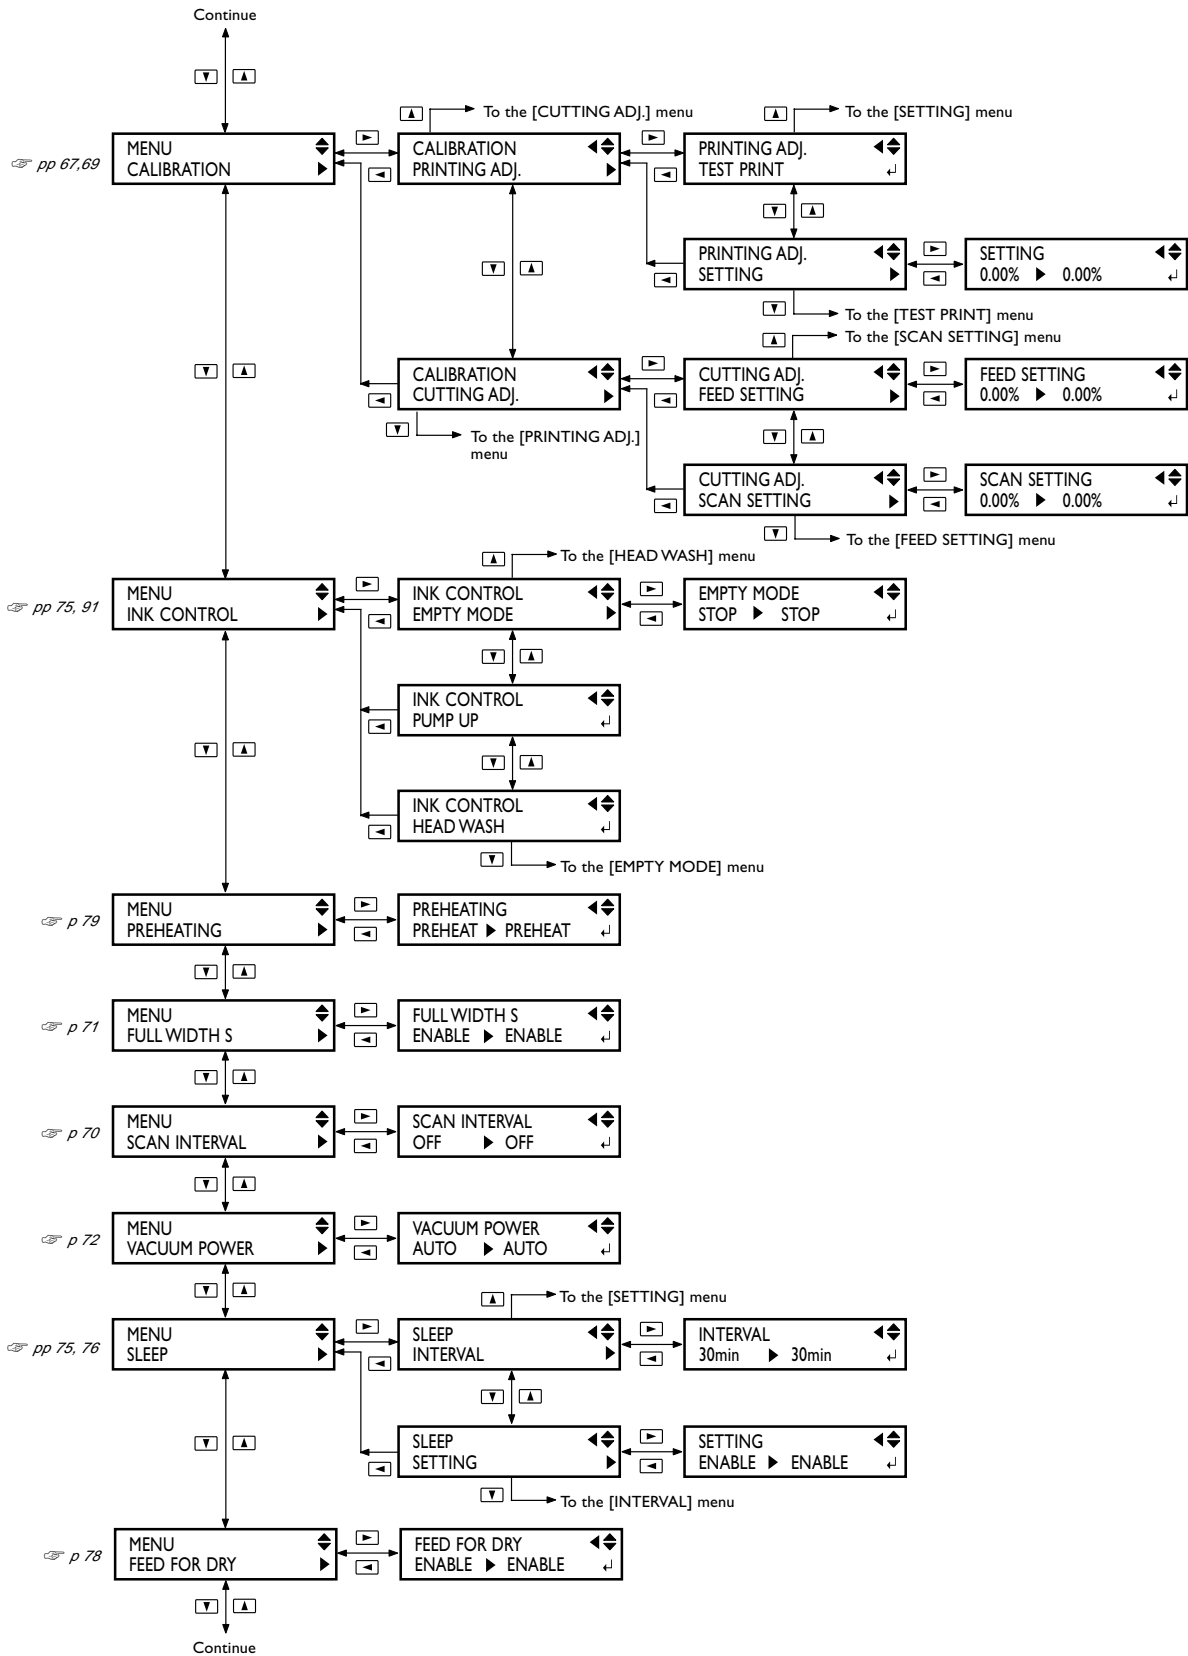 Continue
To the [CUTTING ADJ.] menu
To the [SETTING] menu
pp 67,69
MENU
CALIBRATION
CALIBRATION
PRINTING ADJ.
PRINTING ADJ.
TEST PRINT
PRINTING ADJ.
SETTING
SETTING
0.00% 0.00%
To the [TEST PRINT] menu
To the [SCAN SETTING] menu
CALIBRATION
CUTTING ADJ.
CUTTING ADJ.
FEED SETTING
FEED SETTING
0.00% 0.00%
To the [PRINTING ADJ.]
menu
CUTTING ADJ.
SCAN SETTING
SCAN SETTING
0.00% 0.00%
To the [FEED SETTING] menu
To the [HEAD WASH] menu
pp 75, 91
MENU
INK CONTROL
INK CONTROL
EMPTY MODE
EMPTY MODE
STOP STOP
INK CONTROL
PUMP UP
INK CONTROL
HEAD WASH
To the [EMPTY MODE] menu
p 79
MENU
PREHEATING
PREHEATING
PREHEAT PREHEAT
p 71
MENU
FULL WIDTH S
FULL WIDTH S
ENABLE ENABLE
p 70
MENU
SCAN INTERVAL
SCAN INTERVAL
OFF OFF
p 72
MENU
VACUUM POWER
VACUUM POWER
AUTO AUTO
To the [SETTING] menu
pp 75, 76
MENU
SLEEP
SLEEP
INTERVAL
INTERVAL
30min 30min
SLEEP
SETTING
SETTING
ENABLE ENABLE
To the [INTERVAL] menu
p 78
MENU
FEED FOR DRY
FEED FOR DRY
ENABLE ENABLE
Continue